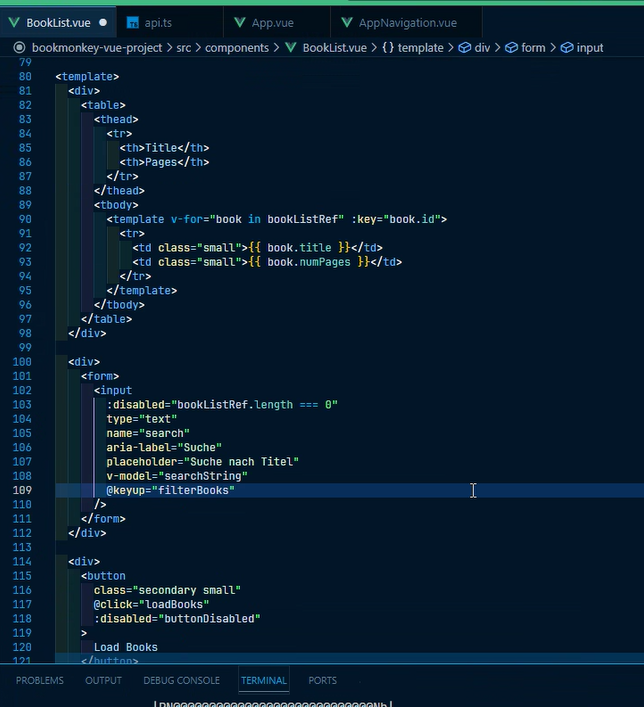 BookList.vue
TS api.ts
App.vue
AppNavigation.vue
bookmonkey-vue-project > src > components > BookList.vue > {} template > div > form > input
79
80 <template>
81 <div>
82 <table>
83 <thead>
84 <tr>
85 <th>Title</th>
86 <th>Pages</th>
87 </tr>
88 </thead>
89 <tbody>
90 <template v-for="book in bookListRef" :key="book.id">
91 <tr>
92 <td class="small">{{ book.title }}</td>
93 <td class="small">{{ book.numPages }}</td>
94 </tr>
95 </template>
96 </tbody>
97 </table>
98 </div>
99
100 <div>
101 <form>
102 <input
103 :disabled="bookListRef.length === 0"
104 type="text"
105 name="search"
106 aria-label="Suche"
107 placeholder="Suche nach Titel"
108 v-model="searchString"
109 @keyup="filterBooks"
110 />
111 </form>
112 </div>
113
114 <div>
115 <button
116 class="secondary small"
117 @click="loadBooks"
118 :disabled="buttonDisabled"
119 >
120 Load Books
121 </button>
PROBLEMS OUTPUT DEBUG CONSOLE TERMINAL PORTS